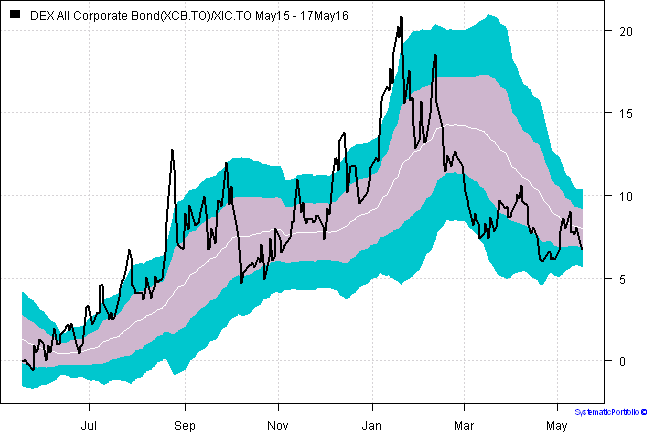 DEX All Corporate Bond(XCB.TO)/XIC.TO May15 - 17May16
20
15
10
5
0
Jul Sep Nov Jan Mar May
SystematicPortfolio ©